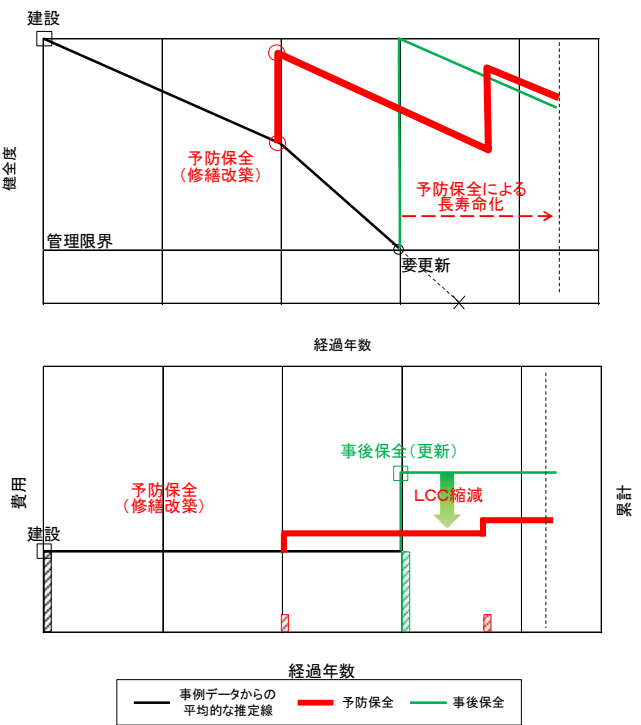 建設
健全度
予防保全
（修繕改築）
予防保全による
長寿命化
管理限界
要更新
経過年数
事後保全（更新）
予防保全
（修繕改築）
LCC縮減
費用
累計
建設
経過年数
事例データからの
平均的な推定線
予防保全
事後保全